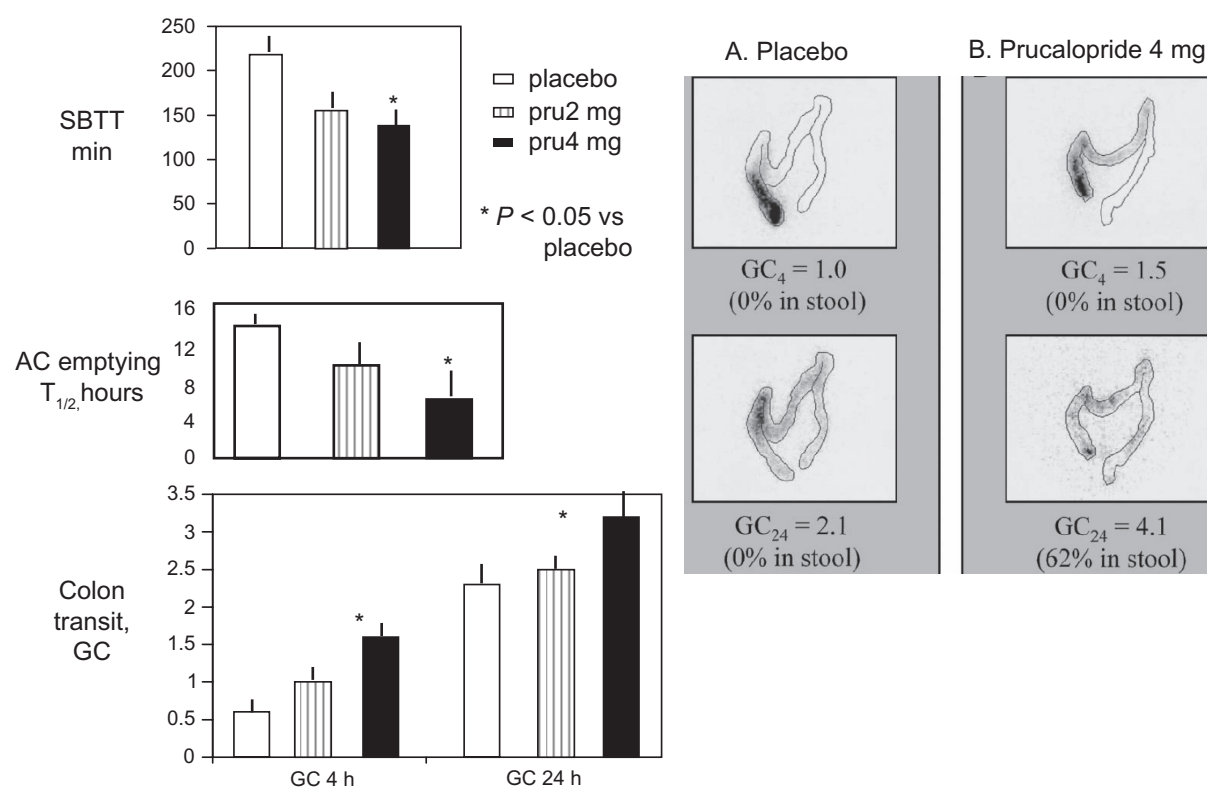 250
200
150
100
50
0
SBTT
min
*
placebo
pru2 mg
pru4 mg
* P < 0.05 vs
placebo
16
12
8
4
0
AC emptying
T1/2, hours
*
3.5
3
2.5
2
1.5
1
0.5
0
Colon
transit,
GC
*
*
GC 4 h
GC 24 h
A. Placebo
GC4 = 1.0
(0% in stool)
GC24 = 2.1
(0% in stool)
B. Prucalopride 4 mg
GC4 = 1.5
(0% in stool)
GC24 = 4.1
(62% in stool)